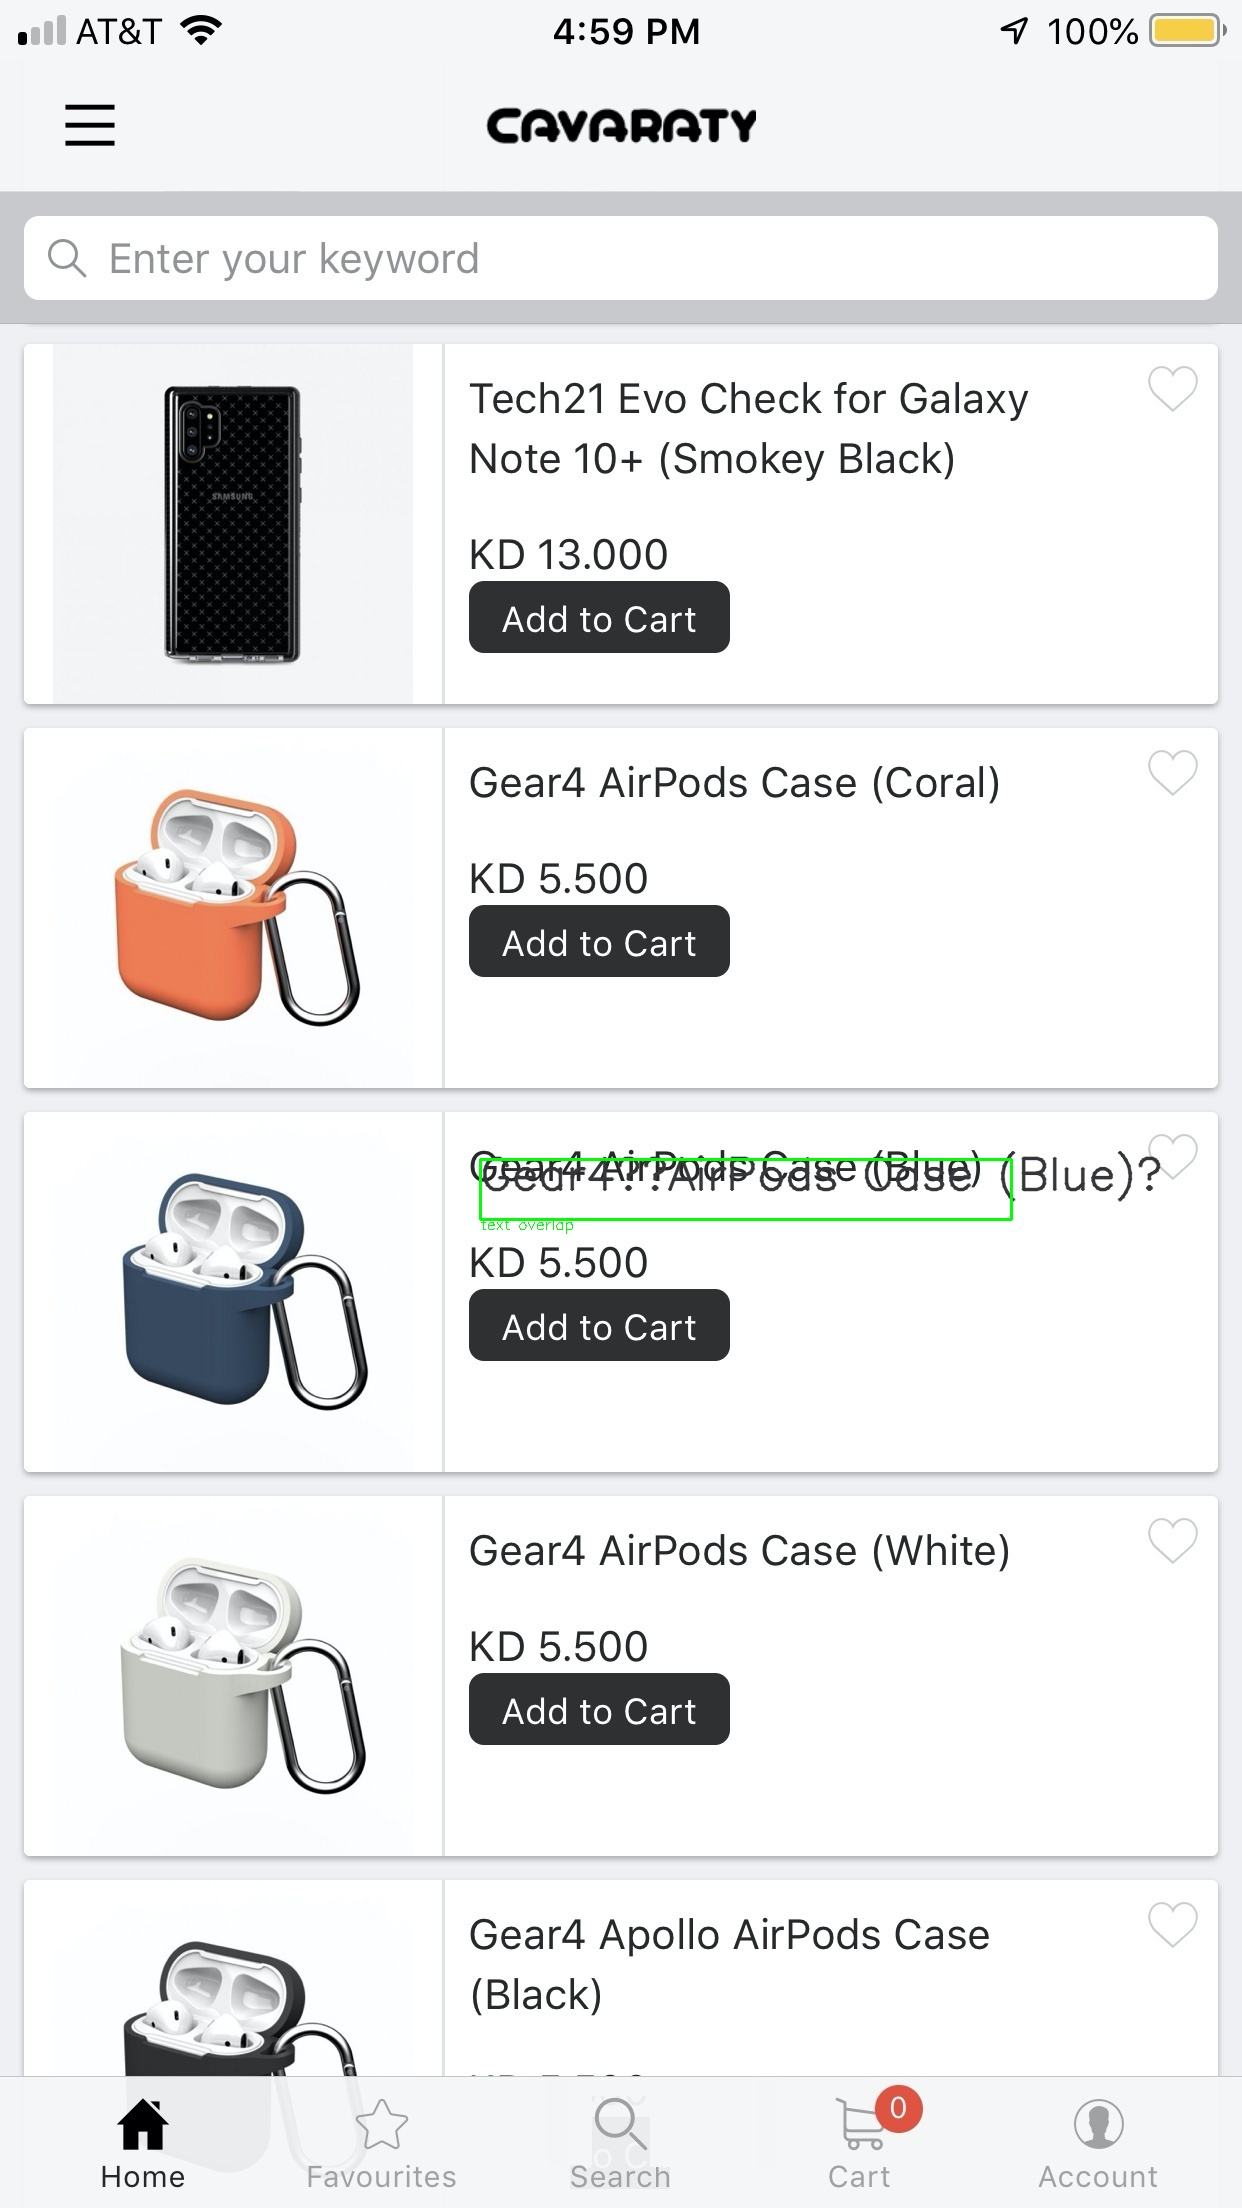 AT&T
4:59 PM
100%
CAVARATY
Enter your keyword
Tech21 Evo Check for Galaxy
Note 10+ (Smokey Black)
SAMSUNG
KD 13.000
Add to Cart
Gear4 AirPods Case (Coral)
KD 5.500
Add to Cart
Gear4 AirPods Case (Blue)
Gear4??AirPods Case (Blue)?
text overlap
KD 5.500
Add to Cart
Gear4 AirPods Case (White)
KD 5.500
Add to Cart
Gear4 Apollo AirPods Case
(Black)
0
Home
Favourites
Search
Cart
Account